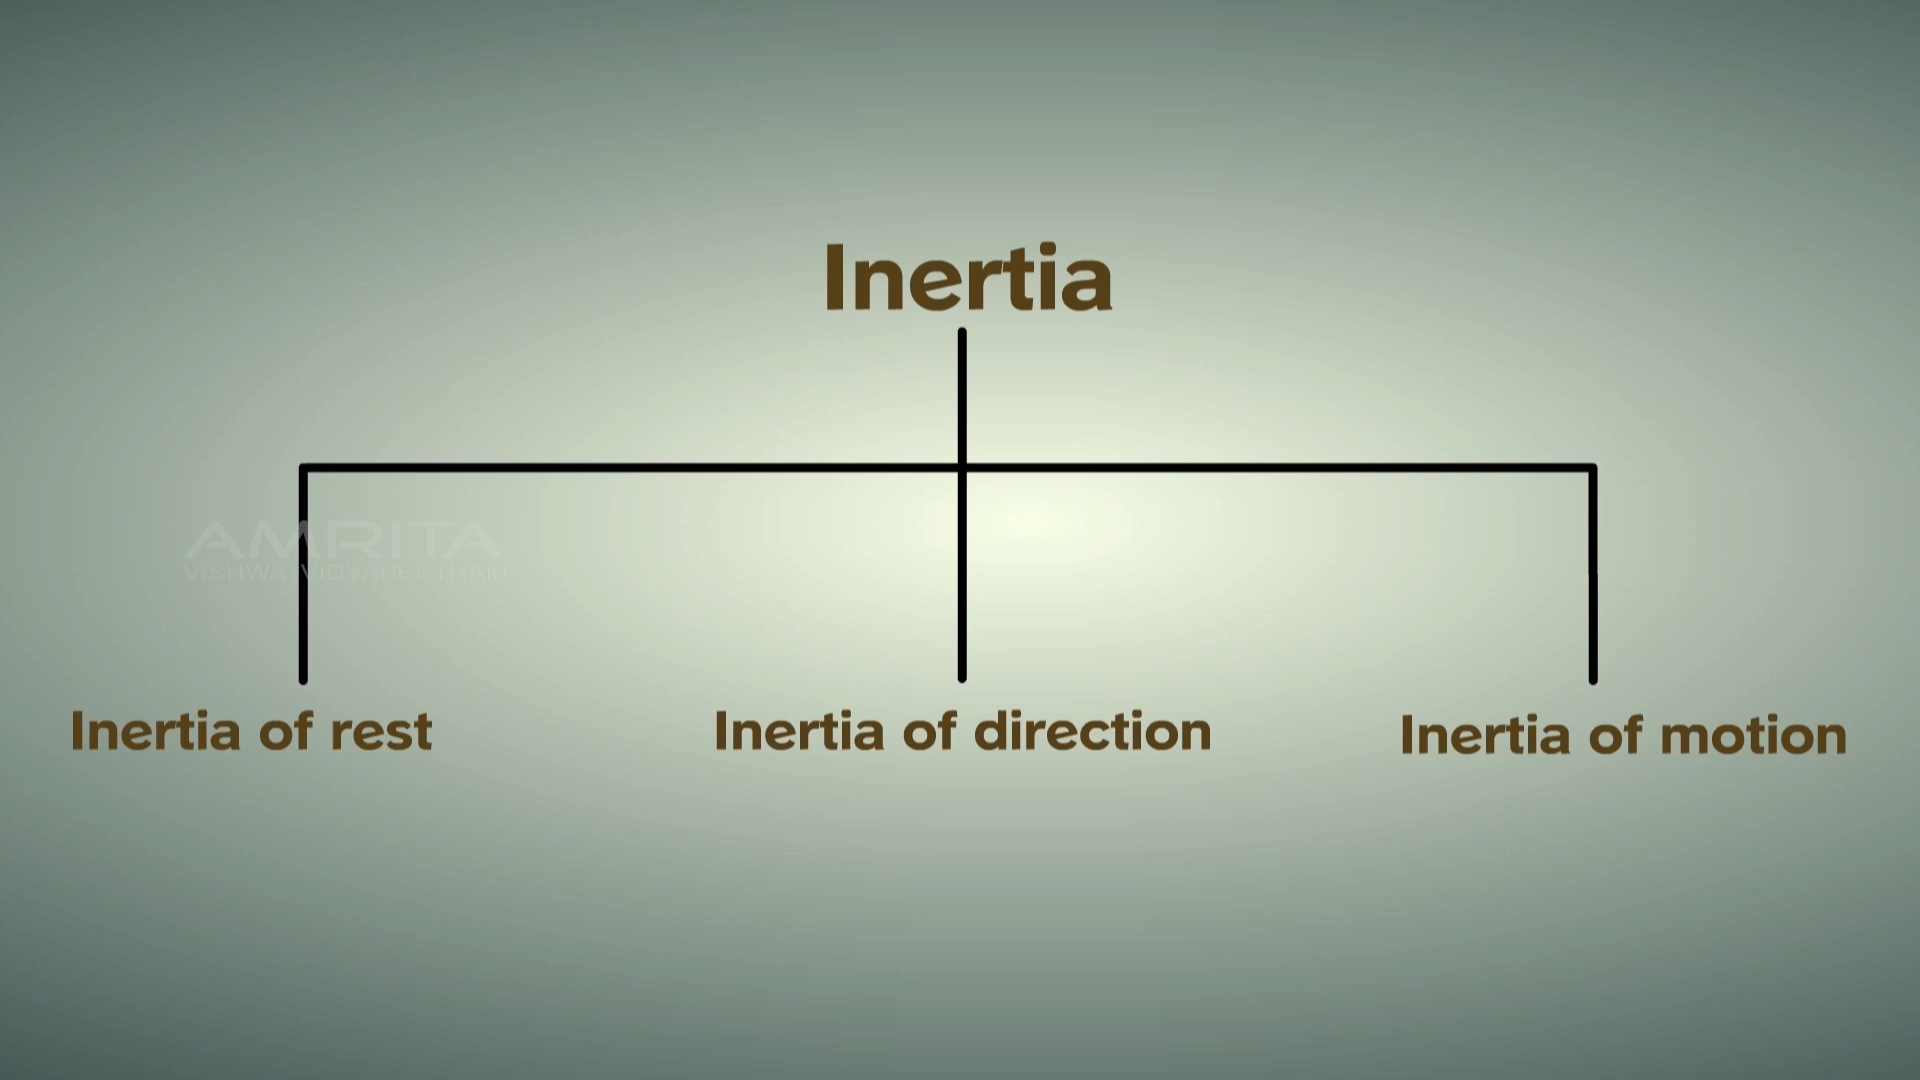 Inertia
AMRITA
VISHWA VIDYAPEETHAM
Inertia of rest
Inertia of direction
Inertia of motion